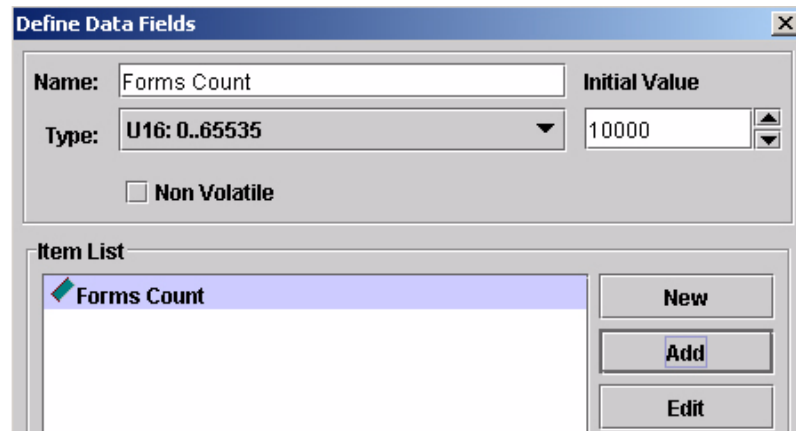 Define Data Fields
Name: Forms Count Initial Value
Type: U16: 0..65535 10000
Non Volatile
Item List
Forms Count New
Add
Edit